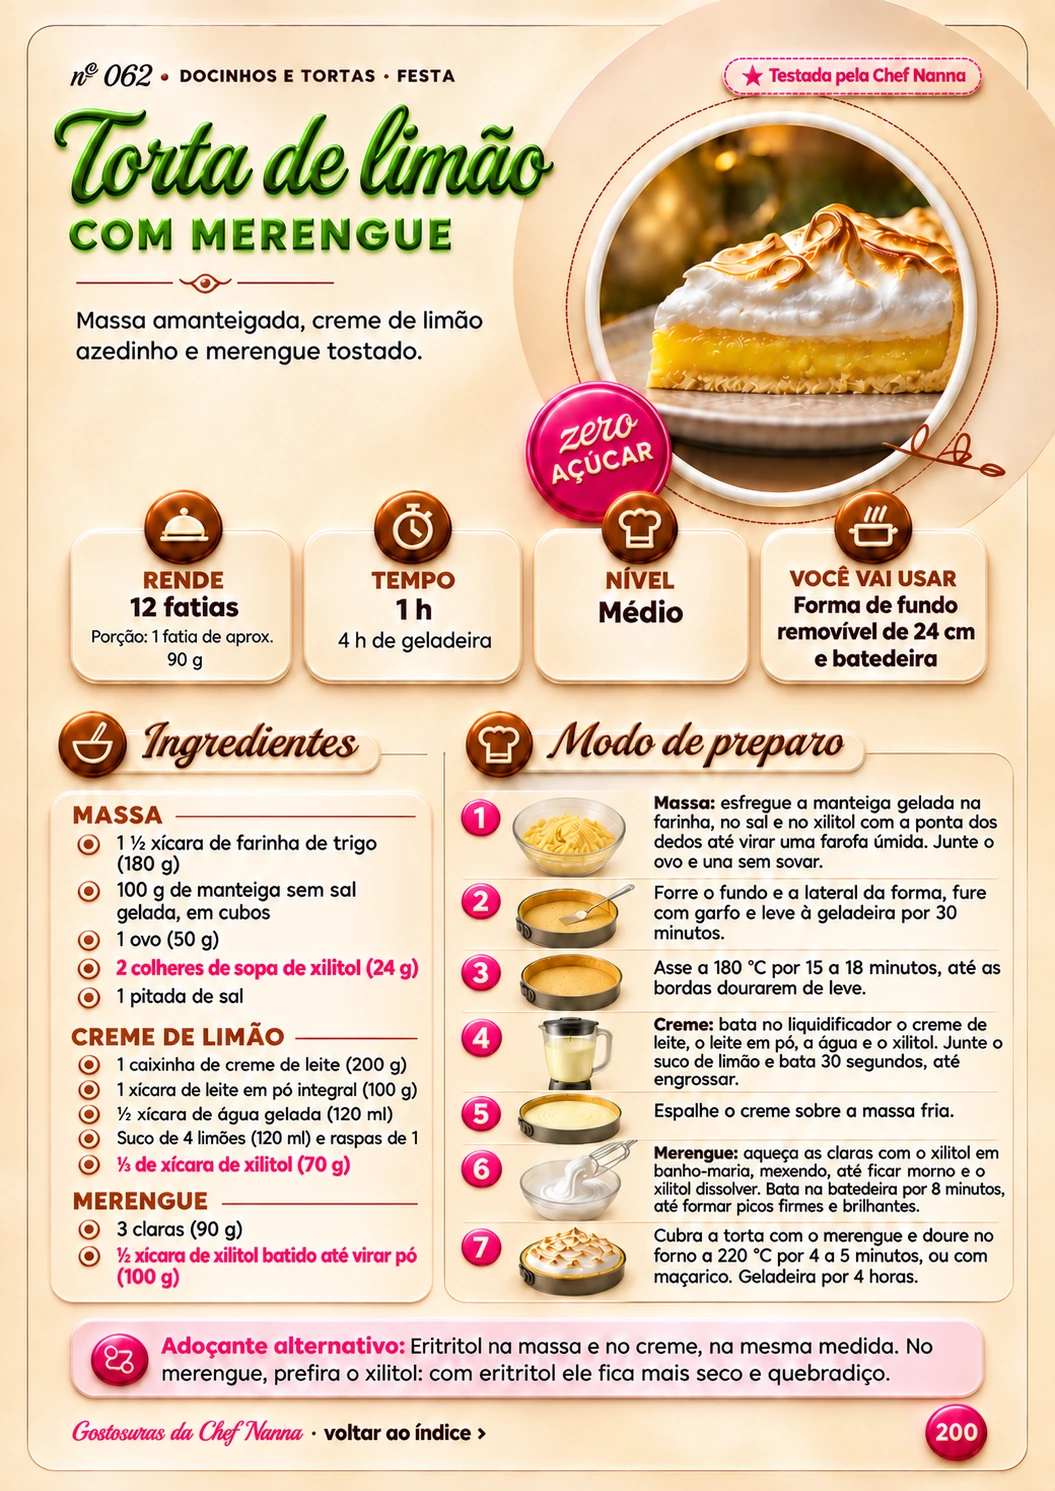 nº 062 • DOCINHOS E TORTAS • FESTA
★ Testada pela Chef Nanna
Torta de limão
COM MERENGUE
Massa amanteigada, creme de limão
azedinho e merengue tostado.
zero
AÇÚCAR
RENDE
12 fatias
Porção: 1 fatia de aprox.
90 g
TEMPO
1 h
4 h de geladeira
NÍVEL
Médio
VOCÊ VAI USAR
Forma de fundo
removível de 24 cm
e batedeira
Ingredientes
MASSA
1 ½ xícara de farinha de trigo
(180 g)
100 g de manteiga sem sal
gelada, em cubos
1 ovo (50 g)
2 colheres de sopa de xilitol (24 g)
1 pitada de sal
CREME DE LIMÃO
1 caixinha de creme de leite (200 g)
1 xícara de leite em pó integral (100 g)
½ xícara de água gelada (120 ml)
Suco de 4 limões (120 ml) e raspas de 1
⅓ de xícara de xilitol (70 g)
MERENGUE
3 claras (90 g)
½ xícara de xilitol batido até virar pó
(100 g)
Modo de preparo
1
Massa: esfregue a manteiga gelada na
farinha, no sal e no xilitol com a ponta dos
dedos até virar uma farofa úmida. Junte o
ovo e una sem sovar.
2
Forre o fundo e a lateral da forma, fure
com garfo e leve à geladeira por 30
minutos.
3
Asse a 180 °C por 15 a 18 minutos, até as
bordas dourarem de leve.
4
Creme: bata no liquidificador o creme de
leite, o leite em pó, a água e o xilitol. Junte o
suco de limão e bata 30 segundos, até
engrossar.
5
Espalhe o creme sobre a massa fria.
6
Merengue: aqueça as claras com o xilitol em
banho-maria, mexendo, até ficar morno e o
xilitol dissolver. Bata na batedeira por 8 minutos,
até formar picos firmes e brilhantes.
7
Cubra a torta com o merengue e doure no
forno a 220 °C por 4 a 5 minutos, ou com
maçarico. Geladeira por 4 horas.
Adoçante alternativo: Eritritol na massa e no creme, na mesma medida. No
merengue, prefira o xilitol: com eritritol ele fica mais seco e quebradiço.
Gostosuras da Chef Nanna · voltar ao índice ›
200